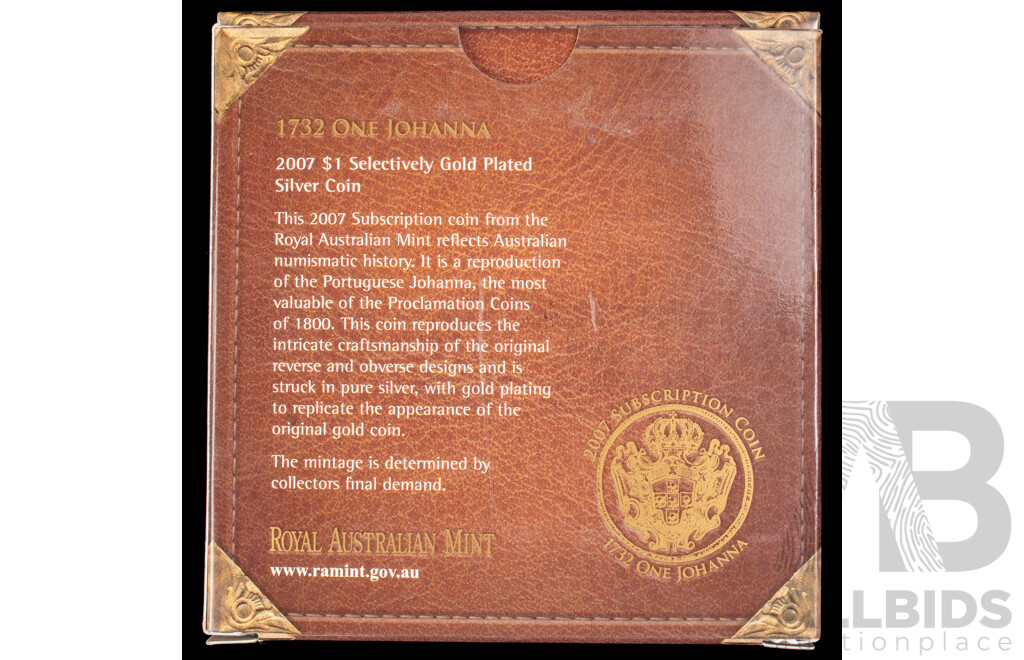 1732 One Johanna
2007 $1 Selectively Gold Plated
Silver Coin
This 2007 Subscription coin from the
Royal Australian Mint reflects Australian
numismatic history. It is a reproduction
of the Portuguese Johanna, the most
valuable of the Proclamation Coins
of 1800. This coin reproduces the
intricate craftsmanship of the original
reverse and obverse designs and is
struck in pure silver, with gold plating
to replicate the appearance of the
original gold coin.
The mintage is determined by
collectors final demand.
2007 Subscription Coin
1732 One Johanna
Royal Australian Mint
www.ramint.gov.au